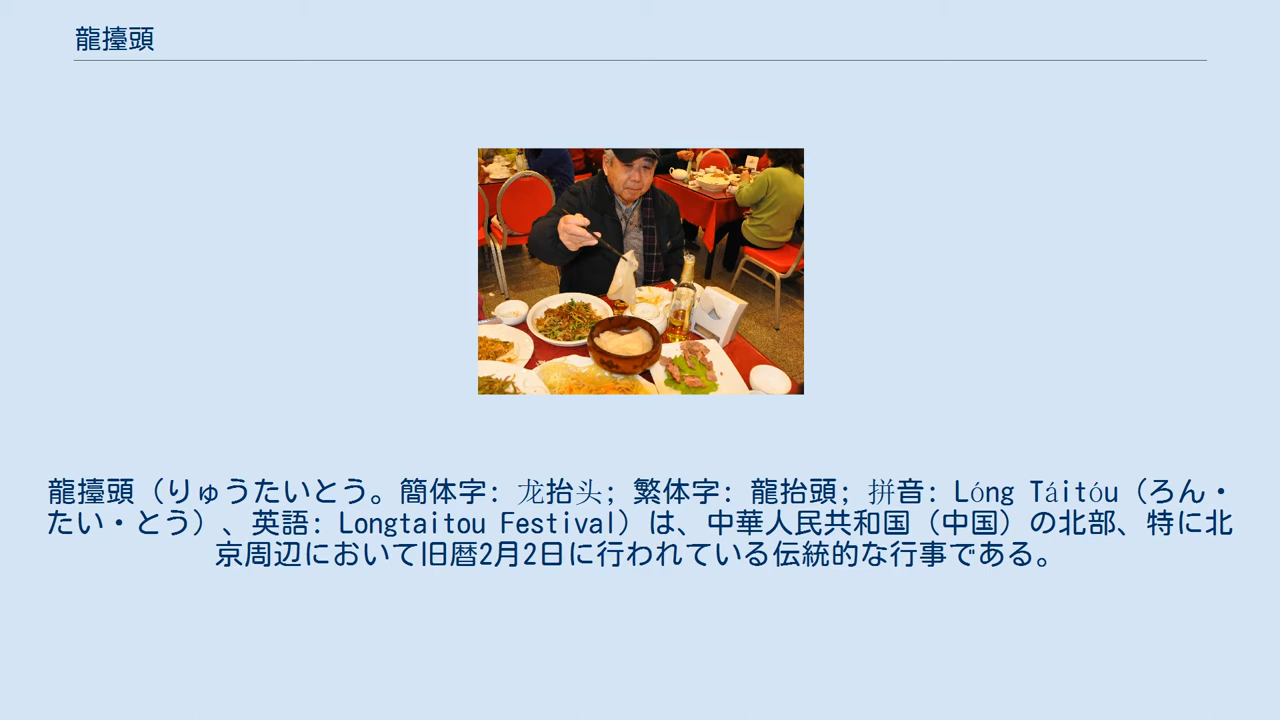 龍擡頭
龍擡頭（りゅうたいとう。簡体字: 龙抬头; 繁体字: 龍抬頭; 拼音: Lóng Táitóu（ろん・
たい・とう）、英語: Longtaitou Festival）は、中華人民共和国（中国）の北部、特に北
京周辺において旧暦2月2日に行われている伝統的な行事である。